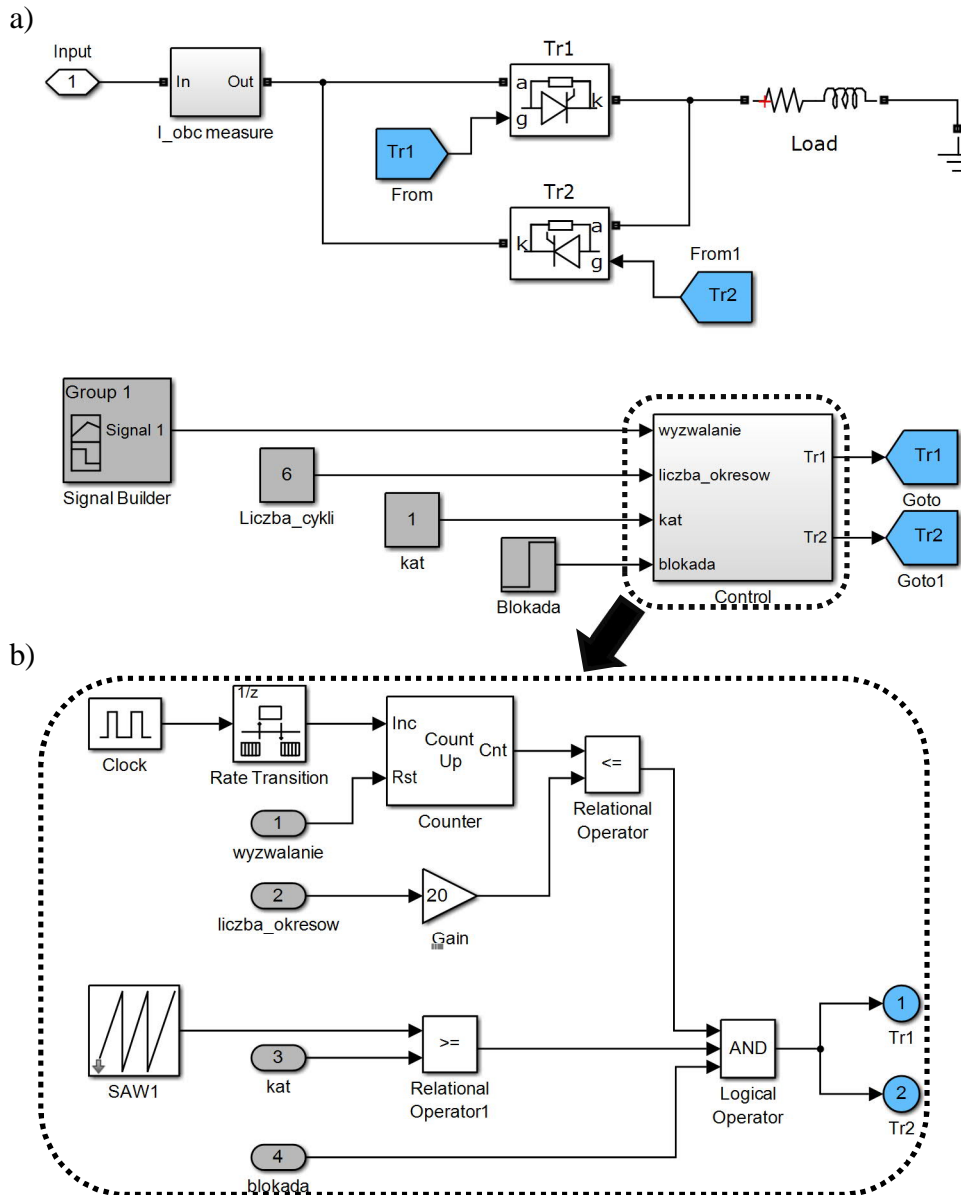 a)
Input
1
In Out
I_obc measure
Tr1
a
k
g
Tr1
From
Tr2
a
k
g
From1
Tr2
Load
Group 1
Signal 1
Signal Builder
6
Liczba_cykli
1
kat
Blokada
wyzwalanie
liczba_okresow
kat
blokada
Tr1
Tr2
Control
Tr1
Goto
Tr2
Goto1
b)
Clock
1/z
Rate Transition
Inc
Rst
Count
Up
Cnt
Counter
<=
Relational
Operator
1
wyzwalanie
2
liczba_okresow
20
Gain
SAW1
3
kat
>=
Relational
Operator1
AND
Logical
Operator
1
Tr1
2
Tr2
4
blokada